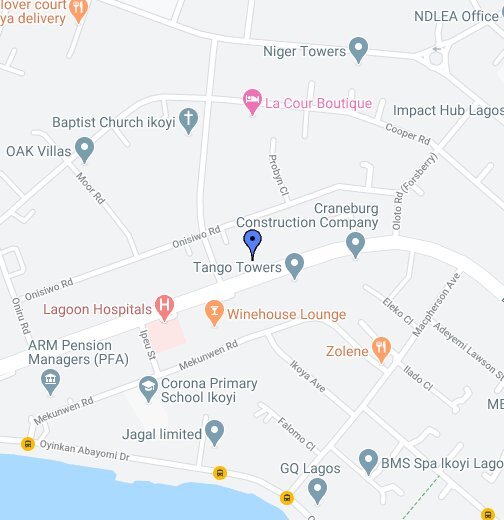 lover court
ya delivery
NDLEA Office
Niger Towers
La Cour Boutique
Impact Hub Lagos
Baptist Church ikoyi
Cooper Rd
OAK Villas
Probyn Cl
Oloto Rd (Forsberry)
Moor Rd
Craneburg
Construction Company
Onisiwo Rd
Tango Towers
Onisiwo Rd
Oniru Rd
Eleko Cl
Macpherson Ave
Lagoon Hospitals
H
Winehouse Lounge
Adeyemi Lawson St
Ipeu St
ARM Pension
Managers (PFA)
Mekunwen Rd
Zolene
Ilado Cl
Ikoya Ave
Corona Primary
School Ikoyi
Mekunwen Rd
Falomo Cl
Jagal limited
Oyinkan Abayomi Dr
GQ Lagos
BMS Spa Ikoyi Lago